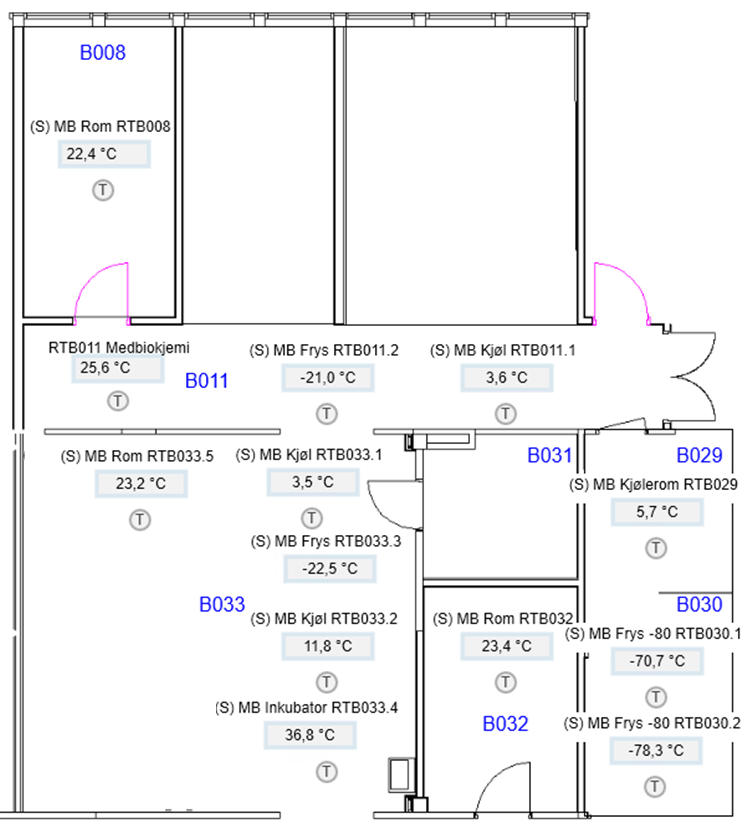 B008
(S) MB Rom RTB008
22,4 °C
T
RTB011 Medbiokjemi
25,6 °C
T
B011
(S) MB Frys RTB011.2
-21,0 °C
T
(S) MB Kjøl RTB011.1
3,6 °C
T
(S) MB Rom RTB033.5
23,2 °C
T
(S) MB Kjøl RTB033.1
3,5 °C
T
(S) MB Frys RTB033.3
-22,5 °C
B033
(S) MB Kjøl RTB033.2
11,8 °C
T
(S) MB Inkubator RTB033.4
36,8 °C
T
B031
B029
(S) MB Kjølerom RTB029
5,7 °C
T
(S) MB Rom RTB032
23,4 °C
T
B032
B030
(S) MB Frys -80 RTB030.1
-70,7 °C
T
(S) MB Frys -80 RTB030.2
-78,3 °C
T